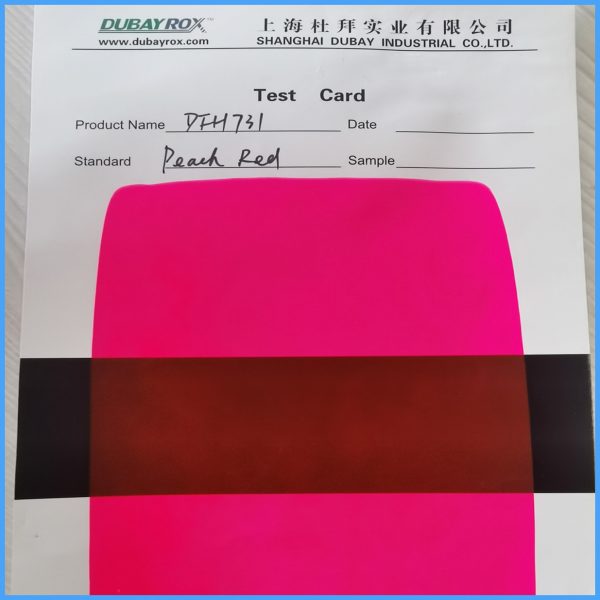 DUBAYROX
上海杜拜实业有限公司
www.dubayrox.com
SHANGHAI DUBAY INDUSTRIAL CO.,LTD.
Test Card
Product Name DFH731 Date
Standard Peach Red Sample